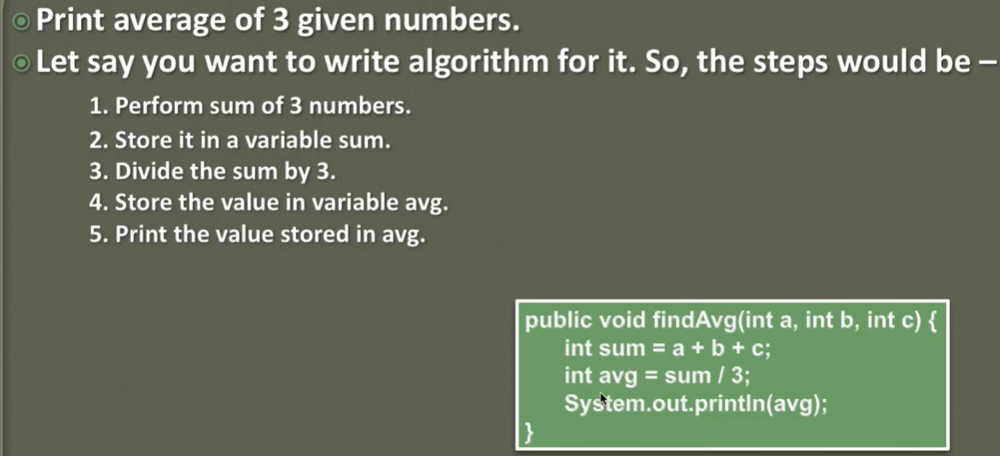 Print average of 3 given numbers.
Let say you want to write algorithm for it. So, the steps would be –
1. Perform sum of 3 numbers.
2. Store it in a variable sum.
3. Divide the sum by 3.
4. Store the value in variable avg.
5. Print the value stored in avg.
public void findAvg(int a, int b, int c) {
int sum = a + b + c;
int avg = sum / 3;
System.out.println(avg);
}